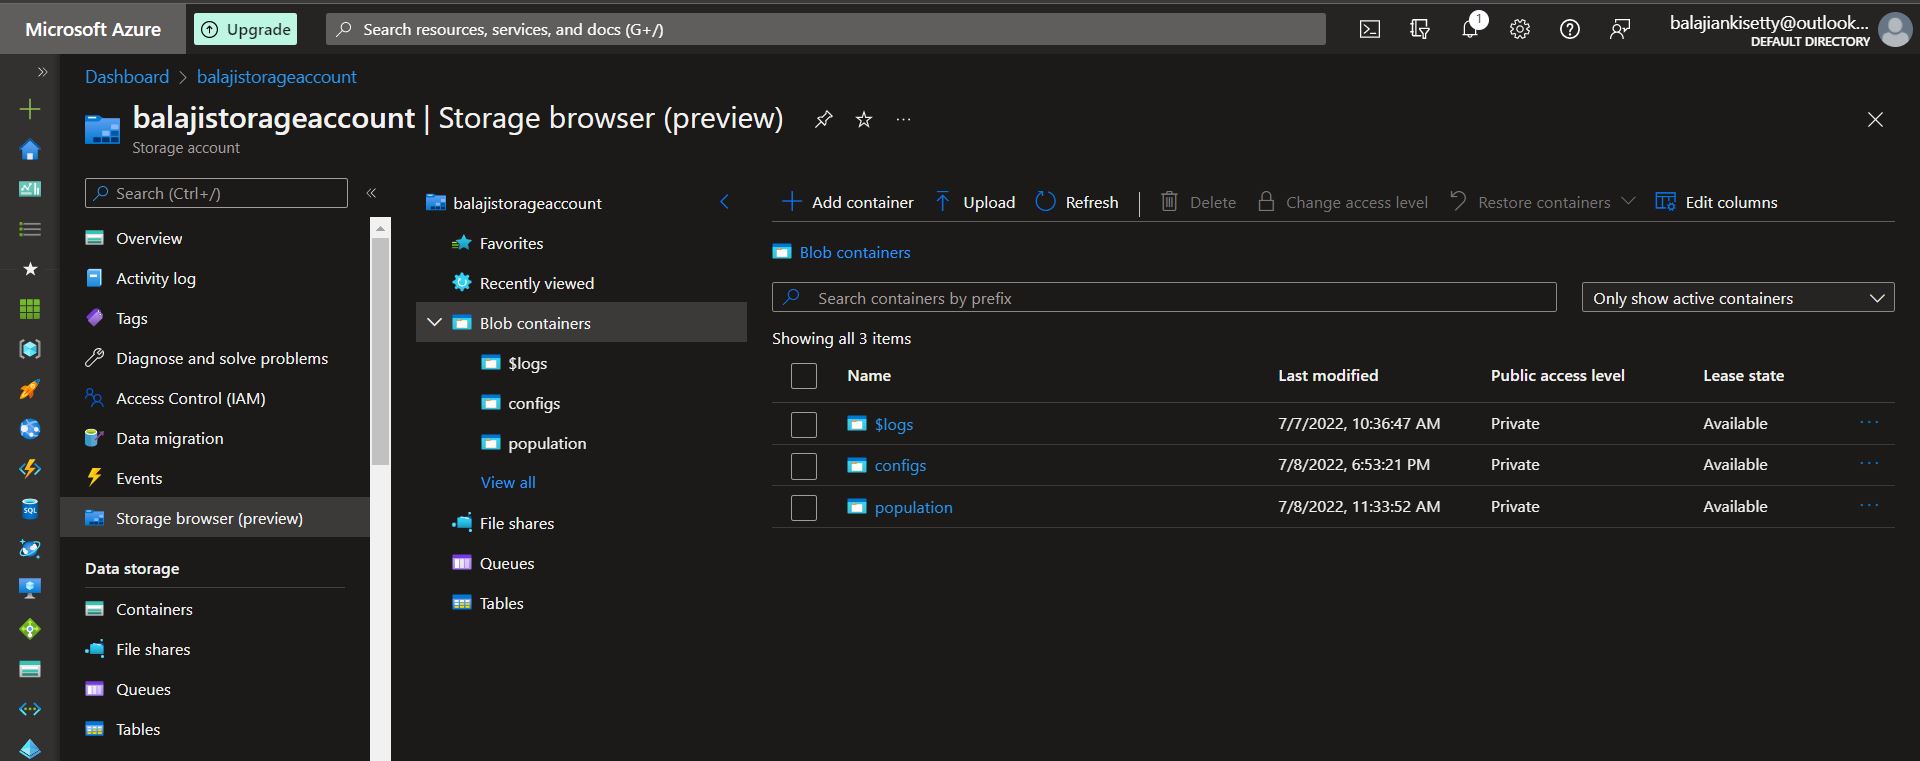 Microsoft Azure
Upgrade
Search resources, services, and docs (G+/)
1
balajiankisetty@outlook...
DEFAULT DIRECTORY
Dashboard > balajistorageaccount
balajistorageaccount | Storage browser (preview) ...
Storage account
Search (Ctrl+/)
Overview
Activity log
Tags
Diagnose and solve problems
Access Control (IAM)
Data migration
Events
Storage browser (preview)
Data storage
Containers
File shares
Queues
Tables
balajistorageaccount
Favorites
Recently viewed
Blob containers
$logs
configs
population
View all
File shares
Queues
Tables
Add container Upload Refresh Delete Change access level Restore containers Edit columns
Blob containers
Search containers by prefix
Only show active containers
Showing all 3 items
Name Last modified Public access level Lease state
$logs 7/7/2022, 10:36:47 AM Private Available ...
configs 7/8/2022, 6:53:21 PM Private Available ...
population 7/8/2022, 11:33:52 AM Private Available ...
SQL